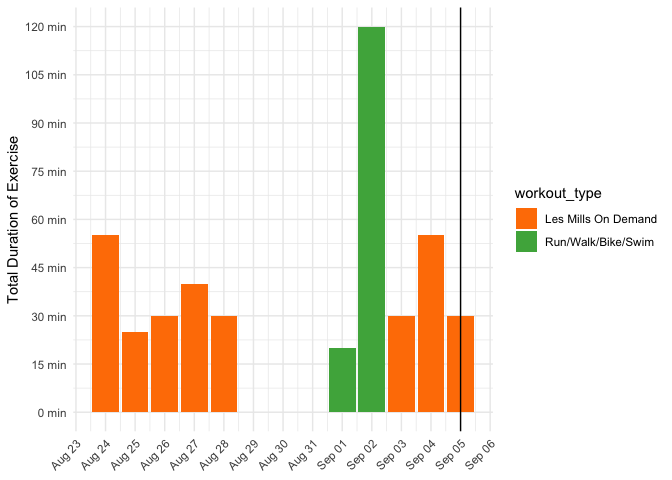 120 min
105 min
90 min
75 min
60 min
45 min
30 min
15 min
0 min
Total Duration of Exercise
Aug 23
Aug 24
Aug 25
Aug 26
Aug 27
Aug 28
Aug 29
Aug 30
Aug 31
Sep 01
Sep 02
Sep 03
Sep 04
Sep 05
Sep 06
workout_type
Les Mills On Demand
Run/Walk/Bike/Swim